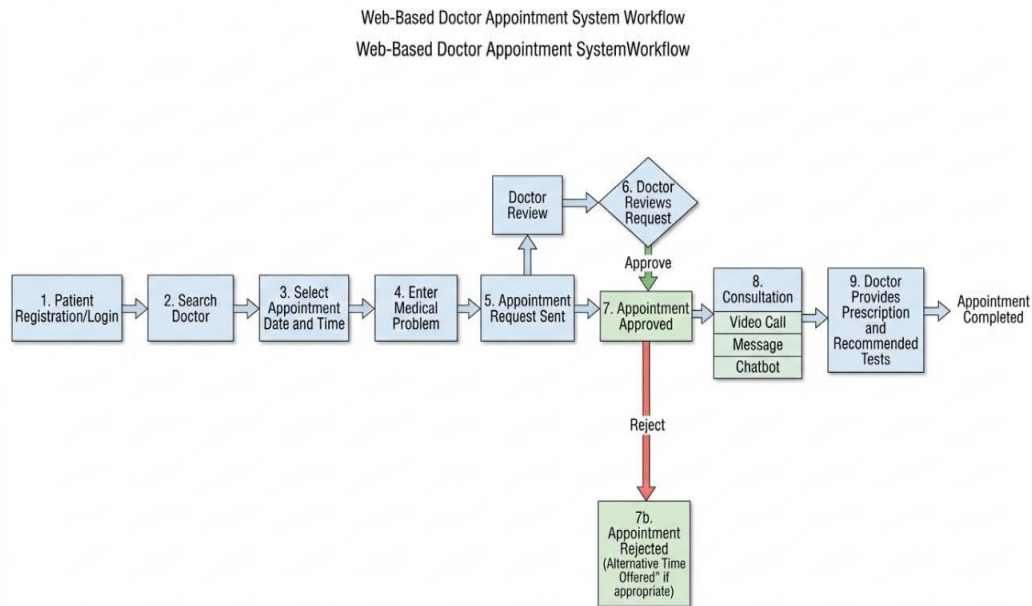 Web-Based Doctor Appointment System Workflow
Web-Based Doctor Appointment SystemWorkflow
Doctor
Review
6. Doctor
Reviews
Request
Approve
1. Patient
Registration/Login
2. Search
Doctor
3. Select
Appointment
Date and Time
4. Enter
Medical
Problem
5. Appointment
Request Sent
7. Appointment
Approved
8.
Consultation
Video Call
Message
Chatbot
9. Doctor
Provides
Prescription
and
Recommended
Tests
Appointment
Completed
Reject
7b.
Appointment
Rejected
(Alternative Time
Offered" if
appropriate)